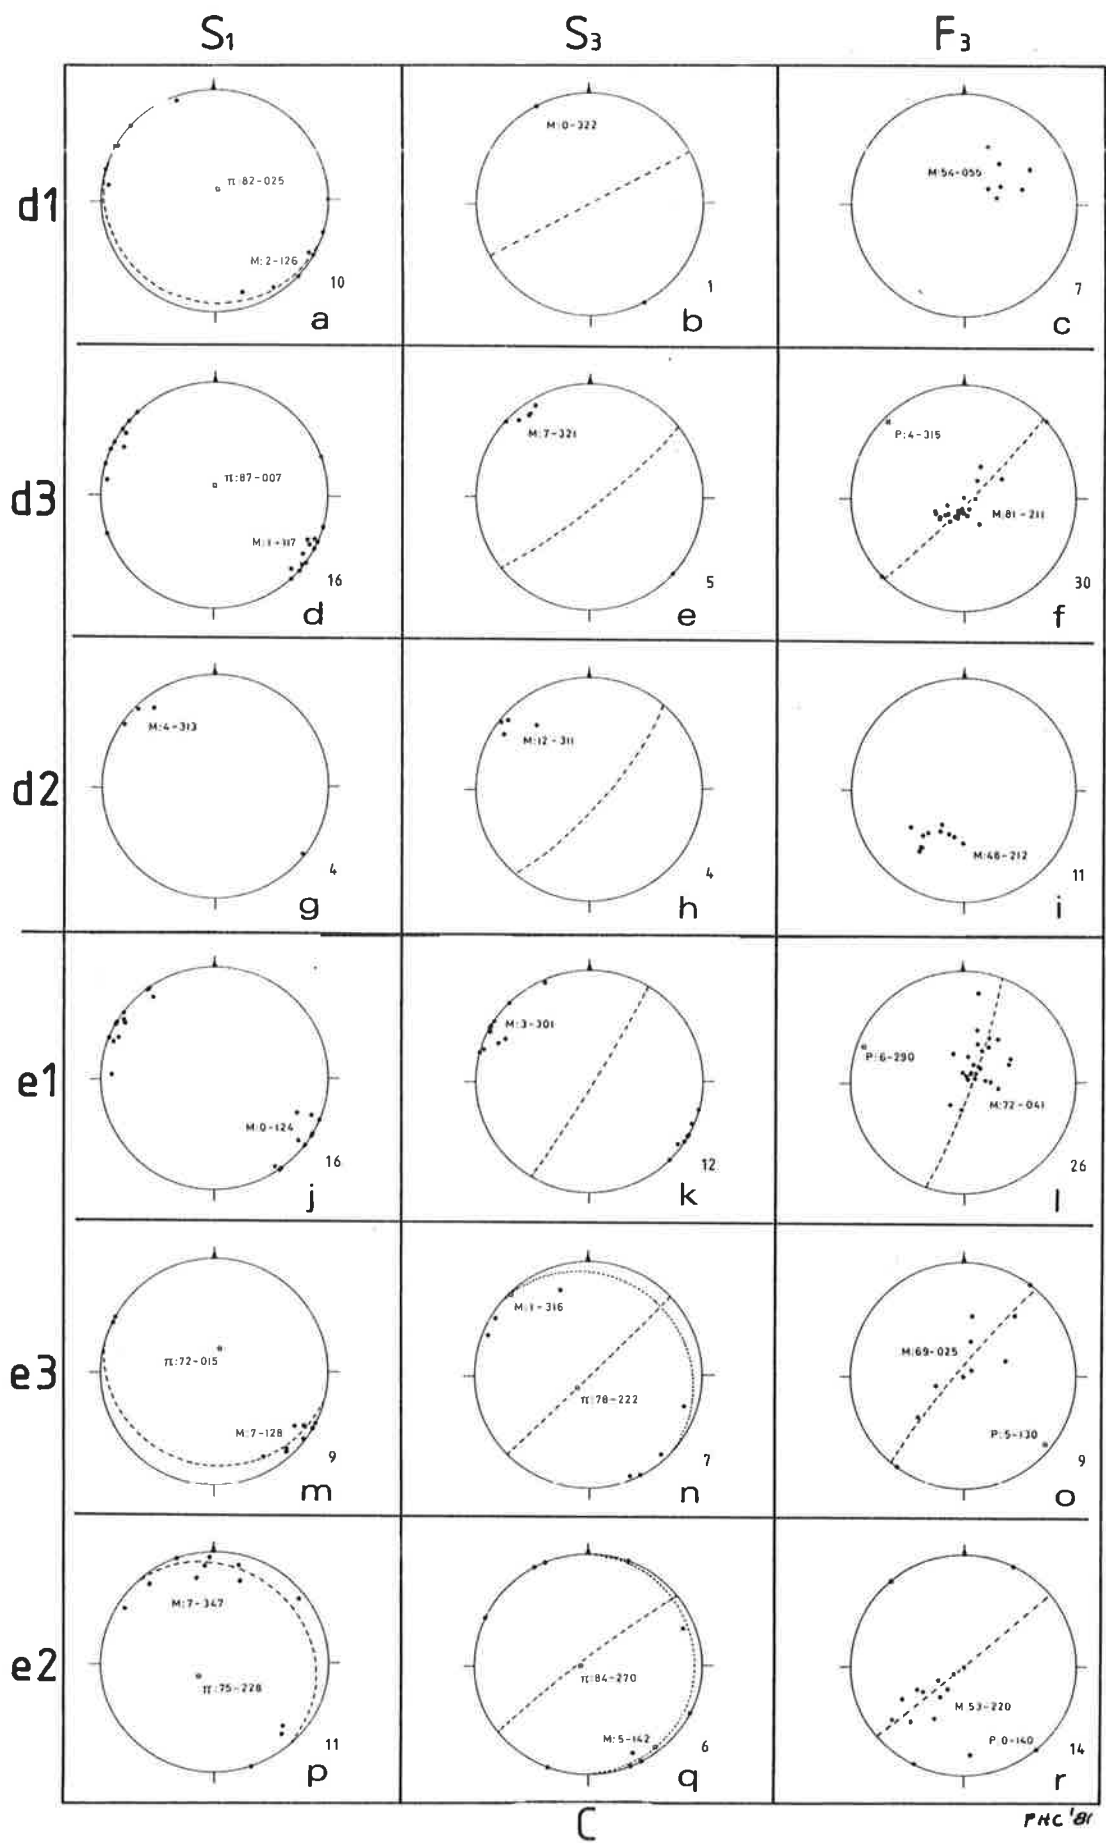 S₁ S₃ F₃
d1
π:82-025
M:2-126
10
a
M:0-322
1
b
M:54-055
7
c
d3
π:87-007
M:1-117
16
d
M:7-321
5
e
P:4-315
M:81-211
30
f
d2
M:4-313
4
g
M:12-311
4
h
M:46-212
11
i
e1
M:0-124
16
j
M:3-301
12
k
P:6-290
M:72-041
26
l
e3
π:72-015
M:7-128
9
m
M:1-316
π:78-222
7
n
M:69-025
P:5-130
9
o
e2
M:7-347
π:75-228
11
p
π:84-270
M:5-142
6
q
M:53-220
P:0-140
14
r
C
PHC'81